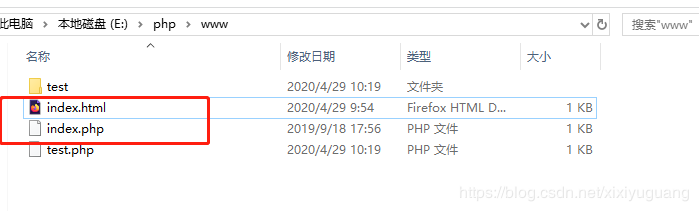 此电脑 > 本地磁盘 (E:) > php > www 搜索"www"
名称 修改日期 类型 大小
test 2020/4/29 10:19 文件夹
index.html 2020/4/29 9:54 Firefox HTML D... 1 KB
index.php 2019/9/18 17:56 PHP 文件 1 KB
test.php 2020/4/29 10:19 PHP 文件 1 KB
https://blog.csdn.net/xixiyuguang